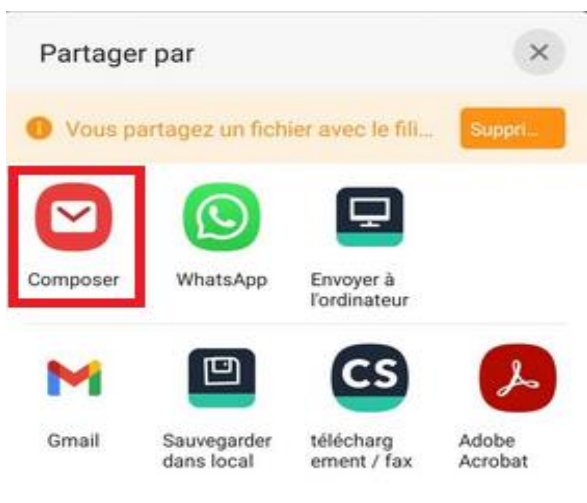 Partager par
Vous partagez un fichier avec le fili...
Suppri...
Composer
WhatsApp
Envoyer à
l'ordinateur
CS
Gmail
Sauvegarder
dans local
télécharg
ement / fax
Adobe
Acrobat